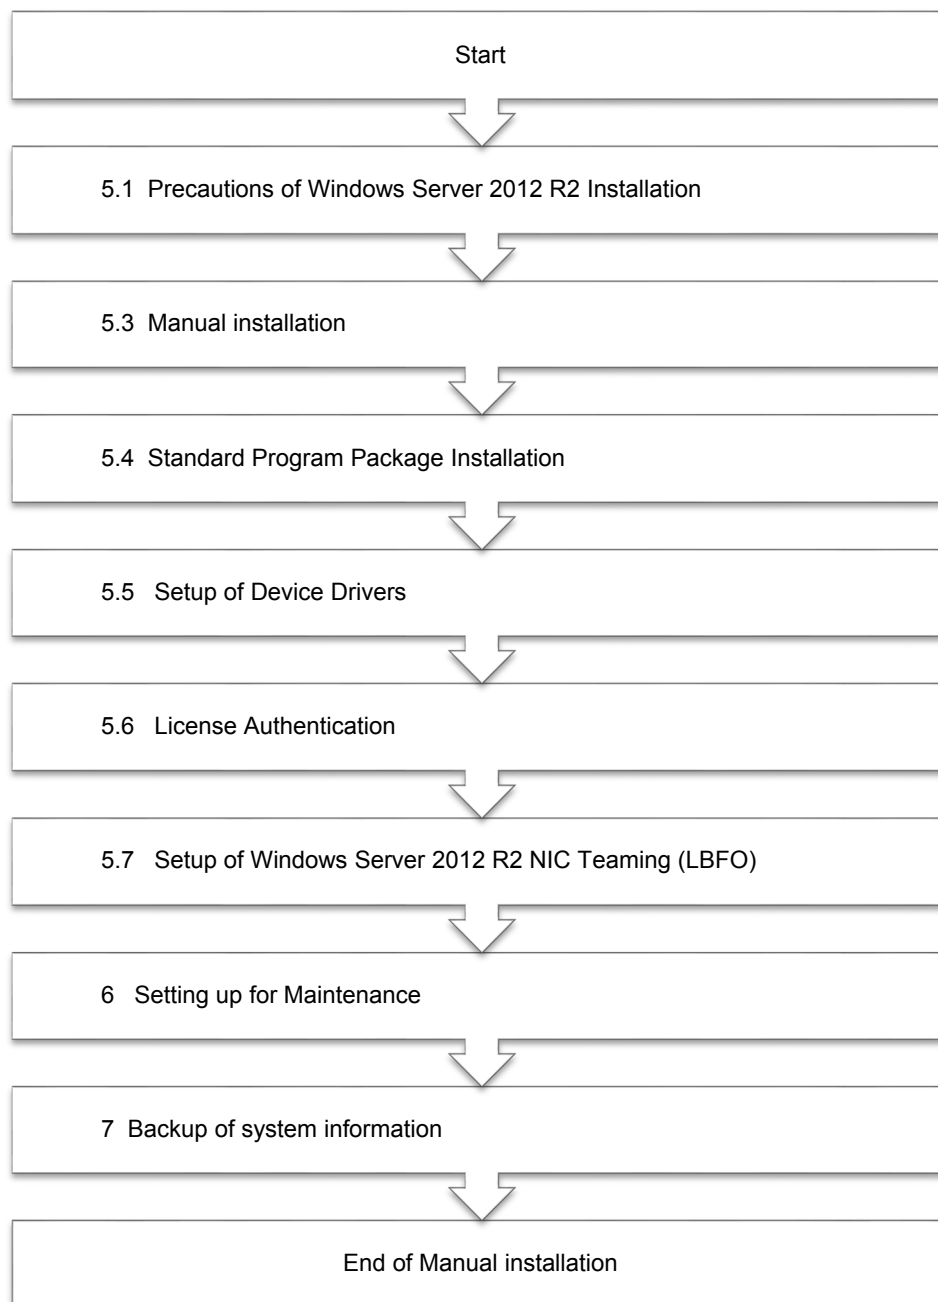 Start
5.1 Precautions of Windows Server 2012 R2 Installation
5.3 Manual installation
5.4 Standard Program Package Installation
5.5 Setup of Device Drivers
5.6 License Authentication
5.7 Setup of Windows Server 2012 R2 NIC Teaming (LBFO)
6 Setting up for Maintenance
7 Backup of system information
End of Manual installation